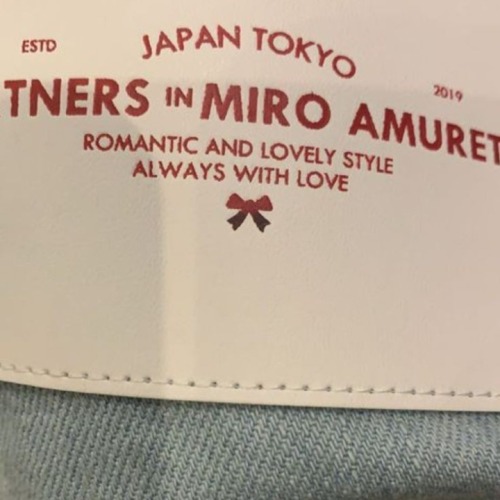 JAPAN TOKYO
ESTD
2019
TNERS IN MIRO AMURET
ROMANTIC AND LOVELY STYLE
ALWAYS WITH LOVE